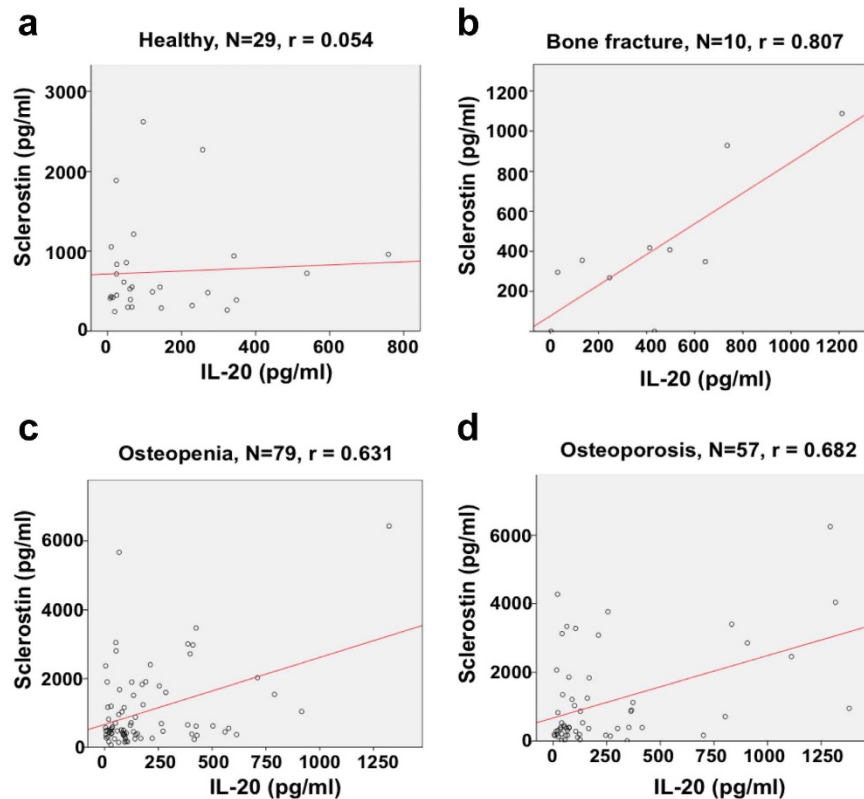 a
Healthy, N=29, r = 0.054
Sclerostin (pg/ml)
3000
2000
1000
0
0 200 400 600 800
IL-20 (pg/ml)
b
Bone fracture, N=10, r = 0.807
Sclerostin (pg/ml)
1200
1000
800
600
400
200
0 200 400 600 800 1000 1200
IL-20 (pg/ml)
c
Osteopenia, N=79, r = 0.631
Sclerostin (pg/ml)
6000
4000
2000
0
0 250 500 750 1000 1250
IL-20 (pg/ml)
d
Osteoporosis, N=57, r = 0.682
Sclerostin (pg/ml)
6000
4000
2000
0
0 250 500 750 1000 1250
IL-20 (pg/ml)